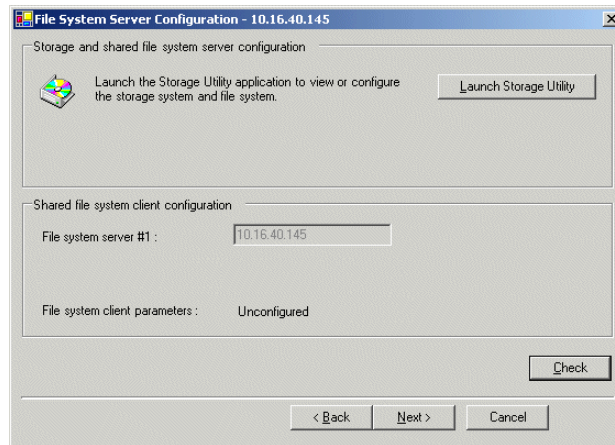 File System Server Configuration - 10.16.40.145
Storage and shared file system server configuration
Launch the Storage Utility application to view or configure
the storage system and file system.
Launch Storage Utility
Shared file system client configuration
File system server #1 :
10.16.40.145
File system client parameters :
Unconfigured
Check
< Back
Next >
Cancel